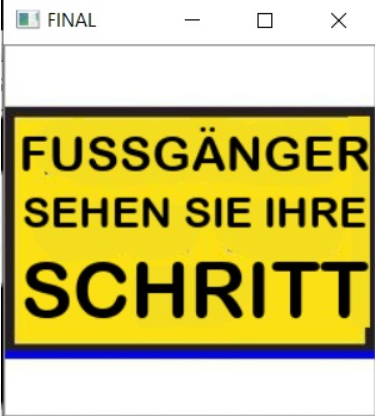 FINAL
FUSSGÄNGER
SEHEN SIE IHRE
SCHRITT